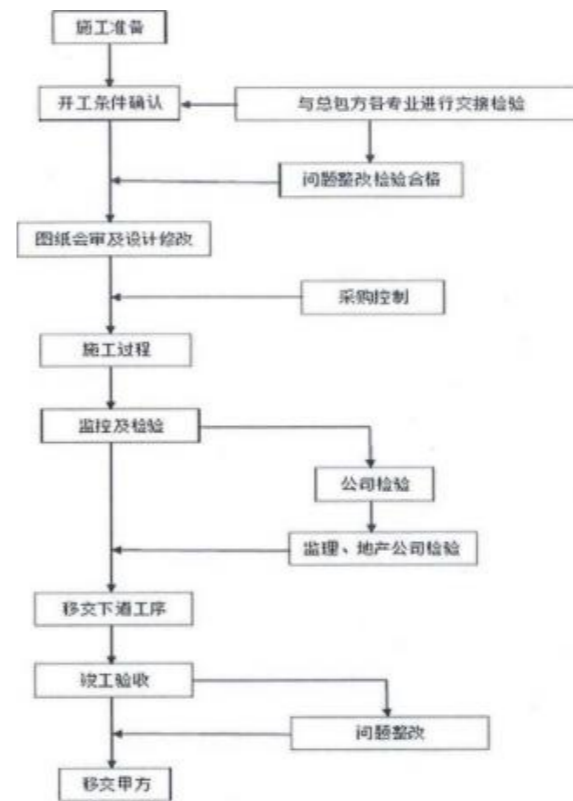 施工准备
开工条件确认
与总包方各专业进行交接检验
问题整改检验合格
图纸会审及设计修改
采购控制
施工过程
监控及检验
公司检验
监理、地产公司检验
移交下道工序
竣工验收
问题整改
移交甲方